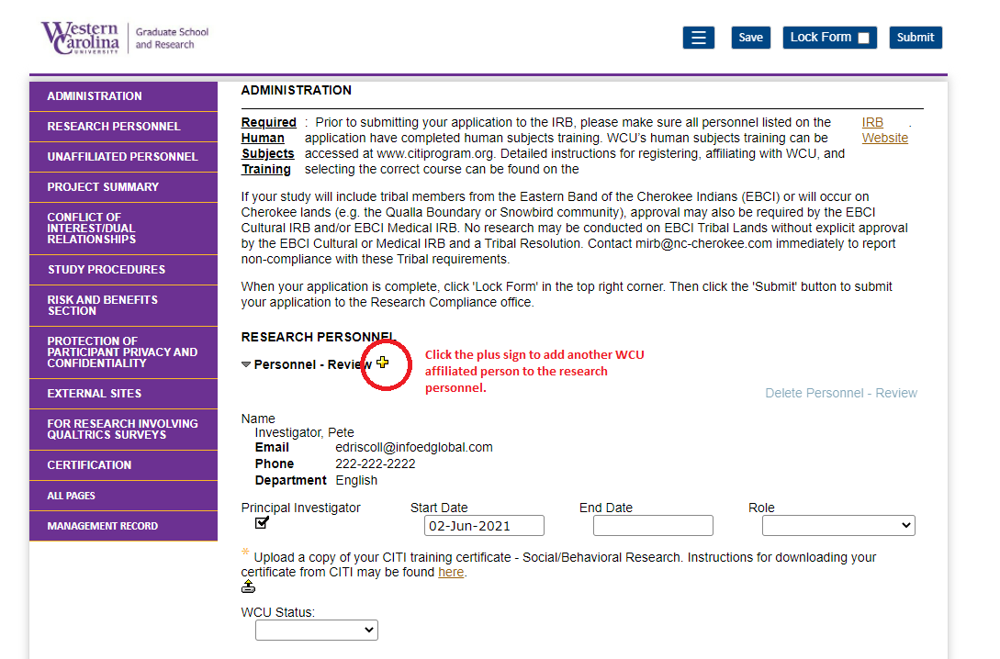 Western
Carolina
UNIVERSITY
Graduate School
and Research
Save
Lock Form
Submit
ADMINISTRATION
RESEARCH PERSONNEL
UNAFFILIATED PERSONNEL
PROJECT SUMMARY
CONFLICT OF
INTEREST/DUAL
RELATIONSHIPS
STUDY PROCEDURES
RISK AND BENEFITS
SECTION
PROTECTION OF
PARTICIPANT PRIVACY AND
CONFIDENTIALITY
EXTERNAL SITES
FOR RESEARCH INVOLVING
QUALTRICS SURVEYS
CERTIFICATION
ALL PAGES
MANAGEMENT RECORD
ADMINISTRATION
Required : Prior to submitting your application to the IRB, please make sure all personnel listed on the IRB .
Human application have completed human subjects training. WCU's human subjects training can be Website
Subjects accessed at www.citiprogram.org. Detailed instructions for registering, affiliating with WCU, and
Training selecting the correct course can be found on the
If your study will include tribal members from the Eastern Band of the Cherokee Indians (EBCI) or will occur on
Cherokee lands (e.g. the Qualla Boundary or Snowbird community), approval may also be required by the EBCI
Cultural IRB and/or EBCI Medical IRB. No research may be conducted on EBCI Tribal Lands without explicit approval
by the EBCI Cultural or Medical IRB and a Tribal Resolution. Contact mirb@nc-cherokee.com immediately to report
non-compliance with these Tribal requirements.
When your application is complete, click 'Lock Form' in the top right corner. Then click the 'Submit' button to submit
your application to the Research Compliance office.
RESEARCH PERSONNEL
Personnel - Review
Click the plus sign to add another WCU
affiliated person to the research
personnel.
Delete Personnel - Review
Name
Investigator, Pete
Email edriscoll@infoedglobal.com
Phone 222-222-2222
Department English
Principal Investigator Start Date End Date Role
02-Jun-2021
* Upload a copy of your CITI training certificate - Social/Behavioral Research. Instructions for downloading your
certificate from CITI may be found here.
WCU Status: